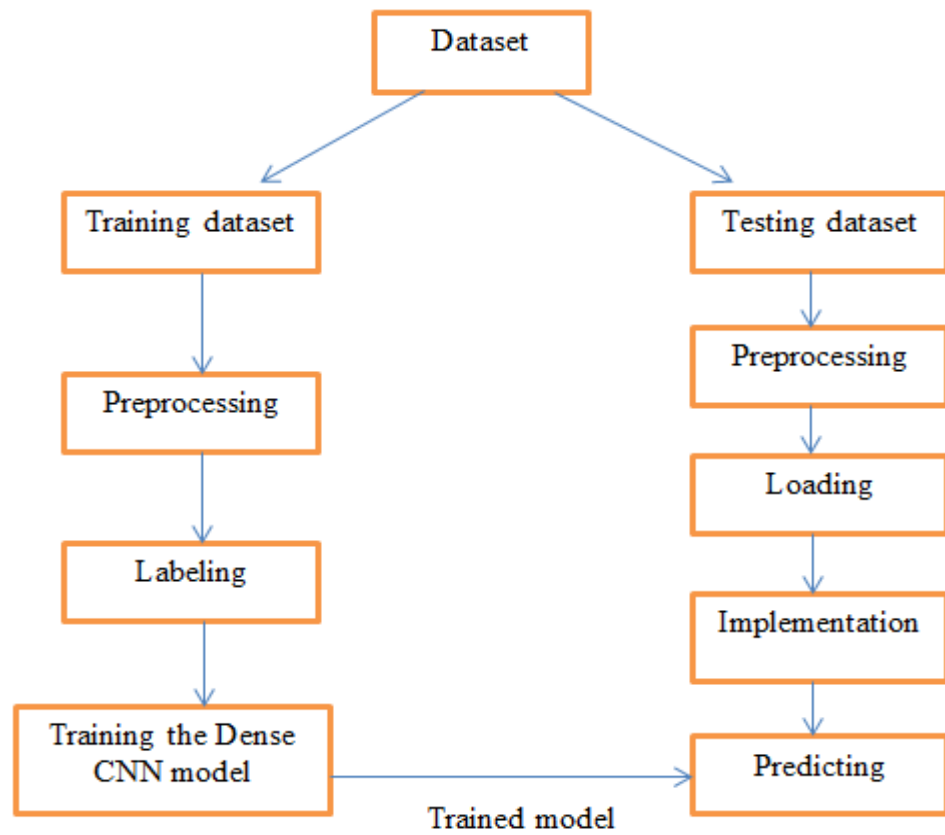 Dataset
Training dataset
Testing dataset
Preprocessing
Preprocessing
Labeling
Loading
Implementation
Training the Dense
CNN model
Predicting
Trained model